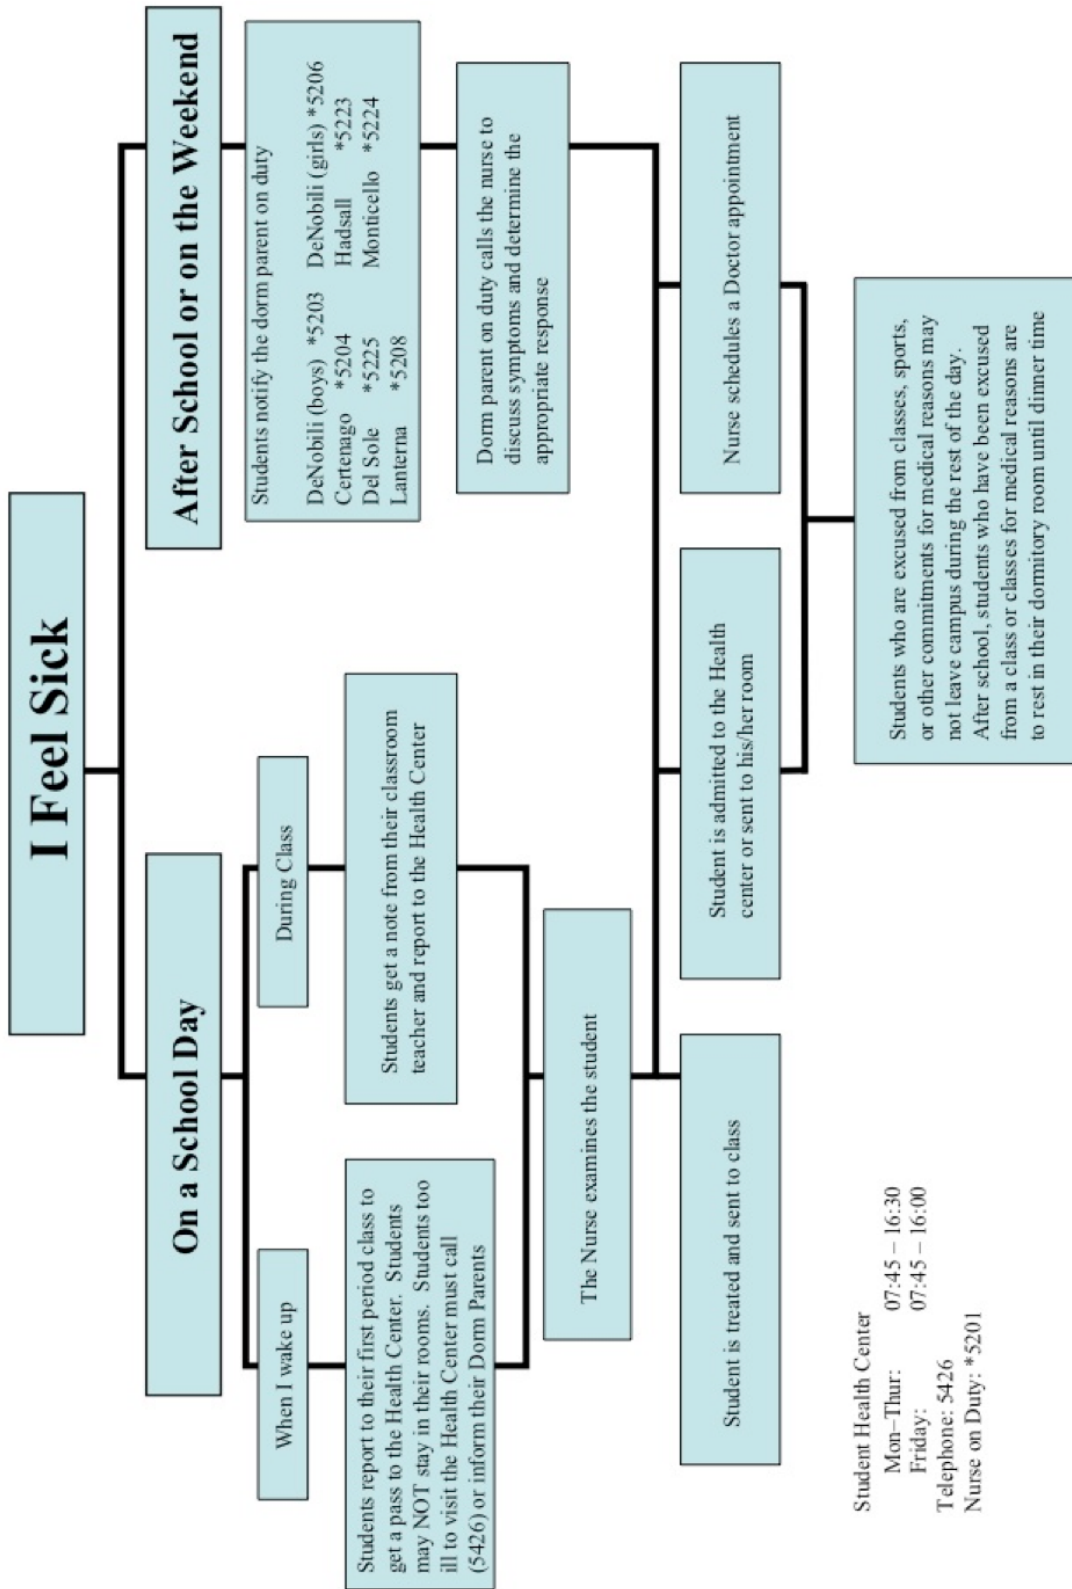 I Feel Sick
On a School Day
After School or on the Weekend
When I wake up
During Class
Students notify the dorm parent on duty
DeNobili (boys) *5203 DeNobili (girls) *5206
Certenago *5204 Hadsall *5223
Del Sole *5225 Monticello *5224
Lanterna *5208
Students report to their first period class to
get a pass to the Health Center. Students
may NOT stay in their rooms. Students too
ill to visit the Health Center must call
(5426) or inform their Dorm Parents
Students get a note from their classroom
teacher and report to the Health Center
Dorm parent on duty calls the nurse to
discuss symptoms and determine the
appropriate response
The Nurse examines the student
Student is treated and sent to class
Student is admitted to the Health
center or sent to his/her room
Nurse schedules a Doctor appointment
Students who are excused from classes, sports,
or other commitments for medical reasons may
not leave campus during the rest of the day.
After school, students who have been excused
from a class or classes for medical reasons are
to rest in their dormitory room until dinner time
Student Health Center
Mon–Thur: 07:45 – 16:30
Friday: 07:45 – 16:00
Telephone: 5426
Nurse on Duty: *5201